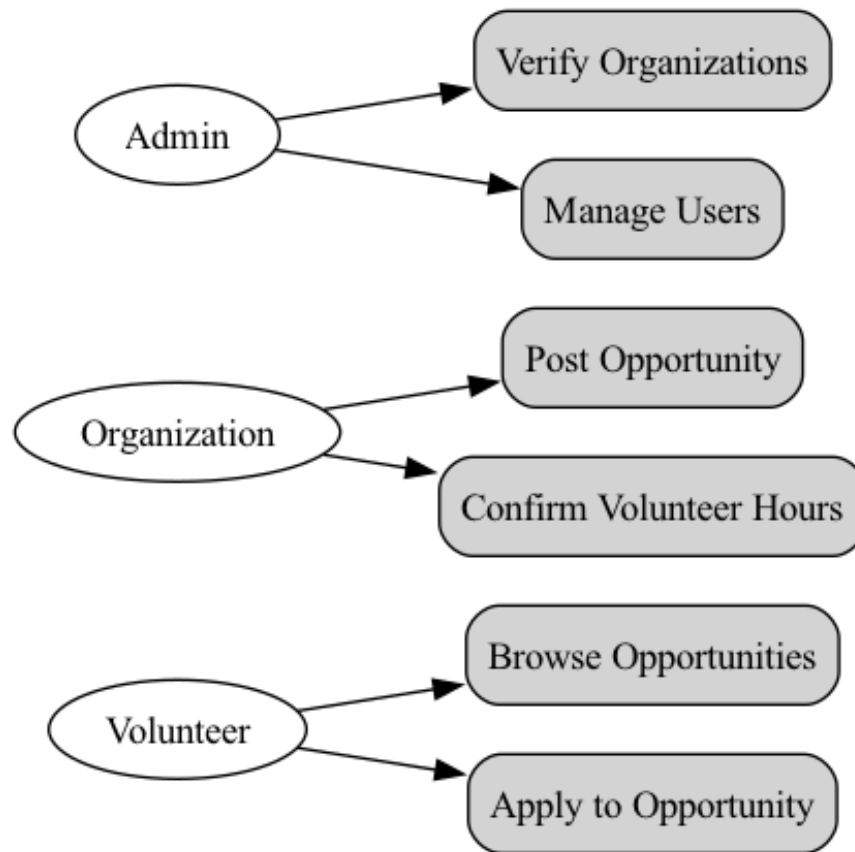 Verify Organizations
Admin
Manage Users
Post Opportunity
Organization
Confirm Volunteer Hours
Browse Opportunities
Volunteer
Apply to Opportunity